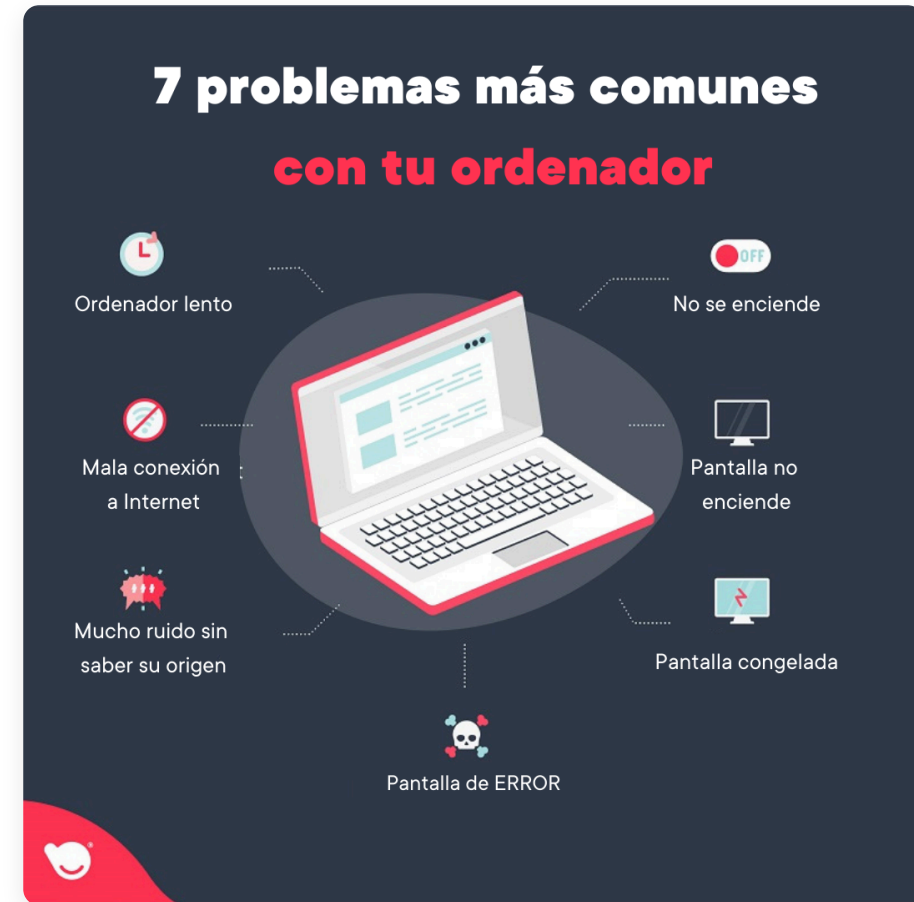 7 problemas más comunes
con tu ordenador
Ordenador lento
OFF
No se enciende
Mala conexión
a Internet
Pantalla no
enciende
Mucho ruido sin
saber su origen
Pantalla congelada
Pantalla de ERROR